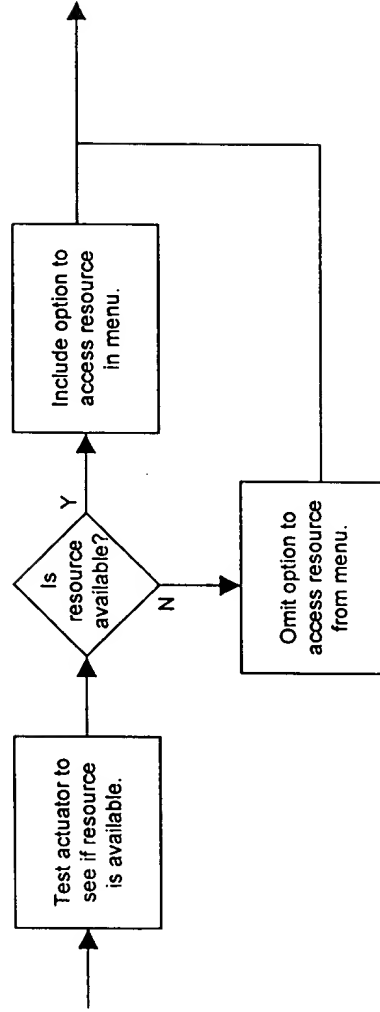 Test actuator to
see if resource
is available.
Is
resource
available?
Y
N
Include option to
access resource
in menu.
Omit option to
access resource
from menu.